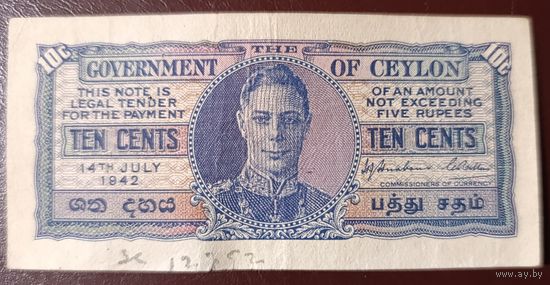 10c THE 10c
GOVERNMENT OF CEYLON
THIS NOTE IS
LEGAL TENDER
FOR THE PAYMENT
OF AN AMOUNT
NOT EXCEEDING
FIVE RUPEES
TEN CENTS TEN CENTS
14TH JULY
1942
COMMISSIONERS OF CURRENCY
ශත දහය
பத்து சதம்
ay.by